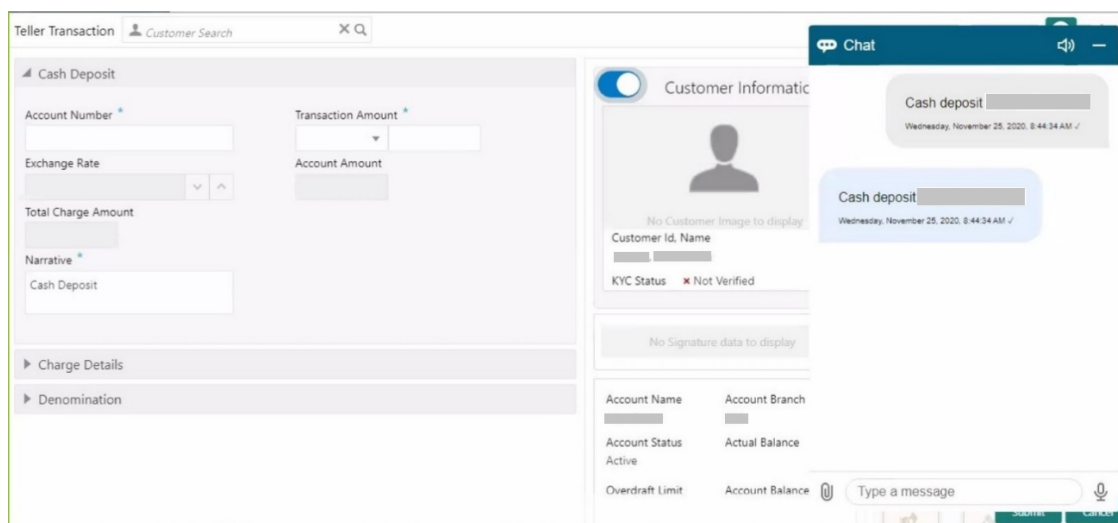 Teller Transaction
Customer Search
Cash Deposit
Account Number *
Transaction Amount *
Exchange Rate
Account Amount
Total Charge Amount
Narrative *
Cash Deposit
Charge Details
Denomination
Customer Informatic
No Customer Image to display
Customer Id, Name
KYC Status × Not Verified
No Signature data to display
Account Name
Account Branch
Account Status
Actual Balance
Active
Overdraft Limit
Account Balance
Chat
Cash deposit
Wednesday, November 25, 2020, 8:44:34 AM ✓
Cash deposit
Wednesday, November 25, 2020, 8:44:34 AM ✓
Type a message
Submit
Cancel